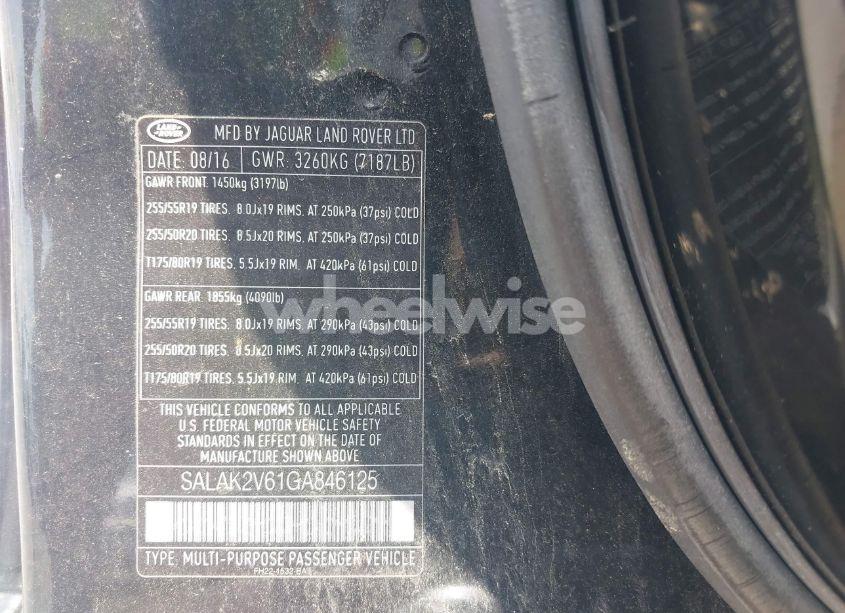 LAND ROVER
MFD BY JAGUAR LAND ROVER LTD
DATE: 08/16 GWR: 3260KG (7187LB)
GAWR FRONT: 1450kg (3197lb)
255/55R19 TIRES. 8.0Jx19 RIMS. AT 250kPa (37psi) COLD
255/50R20 TIRES. 8.5Jx20 RIMS. AT 250kPa (37psi) COLD
T175/80R19 TIRES. 5.5Jx19 RIM. AT 420kPa (61psi) COLD
GAWR REAR: 1855kg (4090lb)
wheelwise
255/55R19 TIRES. 8.0Jx19 RIMS. AT 290kPa (43psi) COLD
255/50R20 TIRES. 8.5Jx20 RIMS. AT 290kPa (43psi) COLD
T175/80R19 TIRES. 5.5Jx19 RIM. AT 420kPa (61psi) COLD
THIS VEHICLE CONFORMS TO ALL APPLICABLE
U.S. FEDERAL MOTOR VEHICLE SAFETY
STANDARDS IN EFFECT ON THE DATE OF
MANUFACTURE SHOWN ABOVE
SALAK2V61GA846125
TYPE: MULTI-PURPOSE PASSENGER VEHICLE
FH22-1532-BA